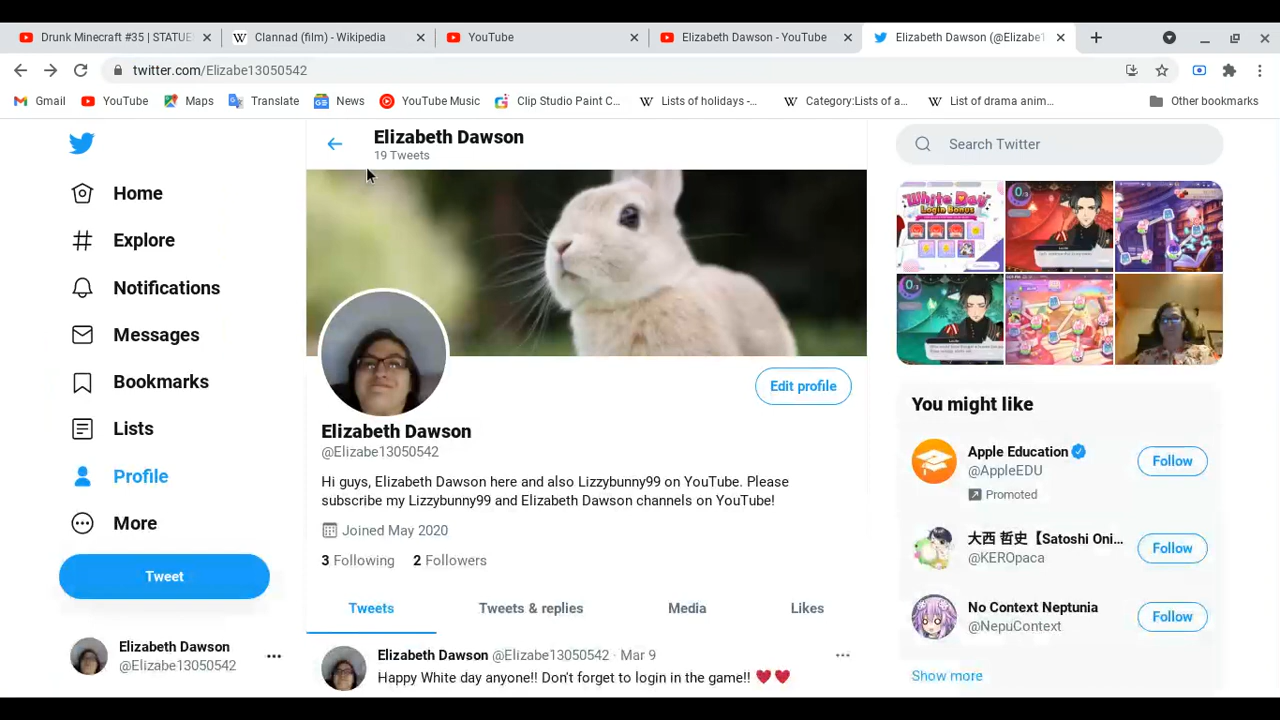 Drunk Minecraft #35 | STATUE
Clannad (film) - Wikipedia
YouTube
Elizabeth Dawson - YouTube
Elizabeth Dawson (@Elizabe1
twitter.com/Elizabe13050542
Gmail
YouTube
Maps
Translate
News
YouTube Music
Clip Studio Paint C...
Lists of holidays -...
Category:Lists of a...
List of drama anim...
Other bookmarks
Elizabeth Dawson
19 Tweets
Search Twitter
Home
Explore
Notifications
Messages
Bookmarks
Lists
Profile
More
Tweet
Elizabeth Dawson
@Elizabe13050542
Edit profile
Elizabeth Dawson
@Elizabe13050542
Hi guys, Elizabeth Dawson here and also Lizzybunny99 on YouTube. Please
subscribe my Lizzybunny99 and Elizabeth Dawson channels on YouTube!
Joined May 2020
3 Following 2 Followers
Tweets
Tweets & replies
Media
Likes
Elizabeth Dawson @Elizabe13050542 · Mar 9
Happy White day anyone!! Don't forget to login in the game!! ❤️❤️
White Day
Login Bonus
You might like
Apple Education
@AppleEDU
Promoted
Follow
大西 哲史【Satoshi Oni...
@KEROpaca
Follow
No Context Neptunia
@NepuContext
Follow
Show more